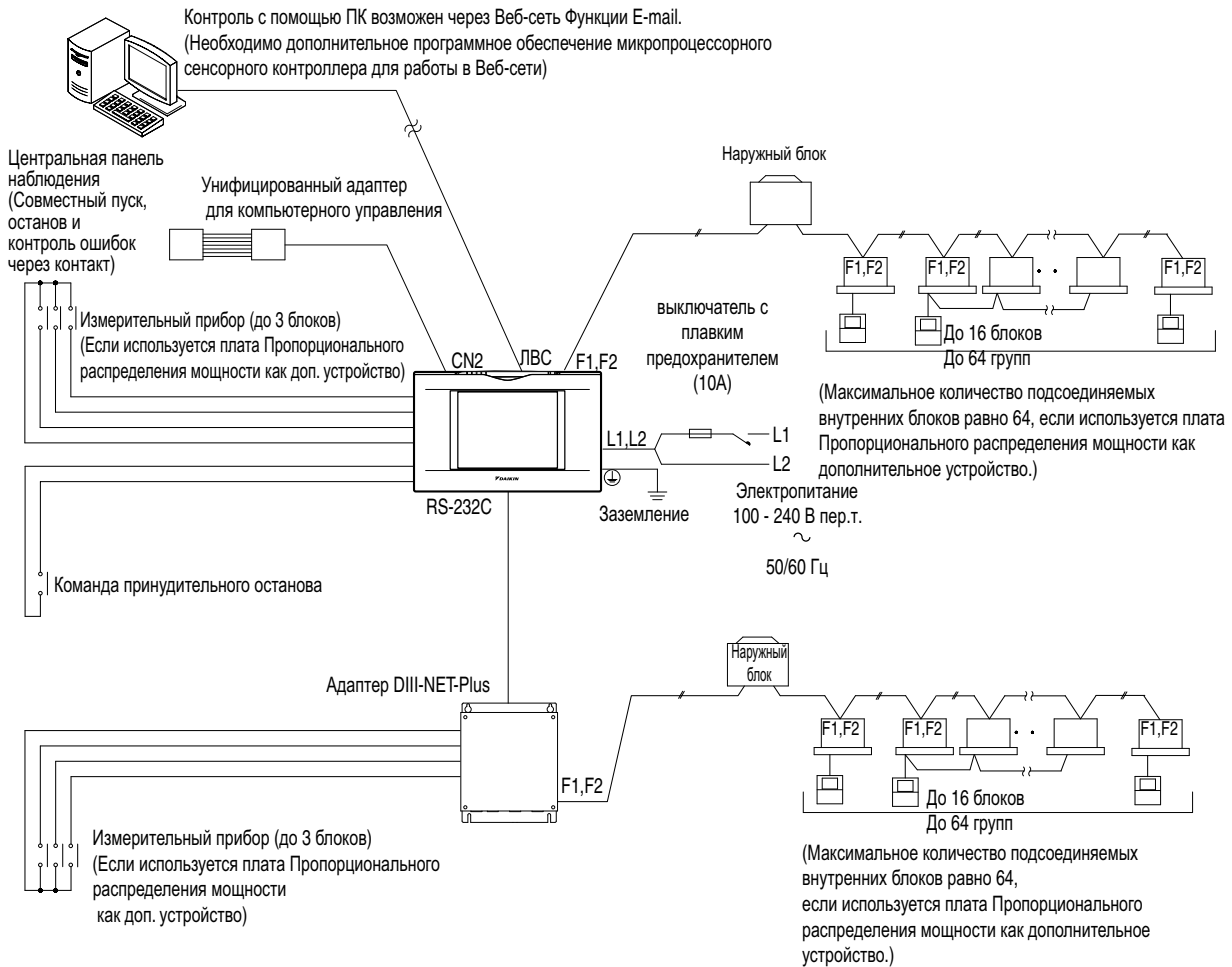 Контроль с помощью ПК возможен через Веб-сеть Функции E-mail.
(Необходимо дополнительное программное обеспечение микропроцессорного
сенсорного контроллера для работы в Веб-сети)
Центральная панель
наблюдения
(Совместный пуск,
останов и
контроль ошибок
через контакт)
Унифицированный адаптер
для компьютерного управления
Наружный блок
F1,F2
F1,F2
F1,F2
До 16 блоков
До 64 групп
(Максимальное количество подсоединяемых
внутренних блоков равно 64, если используется плата
Пропорционального распределения мощности как
дополнительное устройство.)
Измерительный прибор (до 3 блоков)
(Если используется плата Пропорционального
распределения мощности как доп. устройство)
выключатель с
плавким
предохранителем
(10A)
CN2
ЛВС
F1,F2
L1,L2
L1
L2
DAIKIN
RS-232C
Заземление
Электропитание
100 - 240 В пер.т.
~
50/60 Гц
Команда принудительного останова
Адаптер DIII-NET-Plus
Наружный
блок
F1,F2
F1,F2
F1,F2
F1,F2
До 16 блоков
До 64 групп
(Максимальное количество подсоединяемых
внутренних блоков равно 64,
если используется плата Пропорционального
распределения мощности как дополнительное
устройство.)
Измерительный прибор (до 3 блоков)
(Если используется плата Пропорционального
распределения мощности
как доп. устройство)